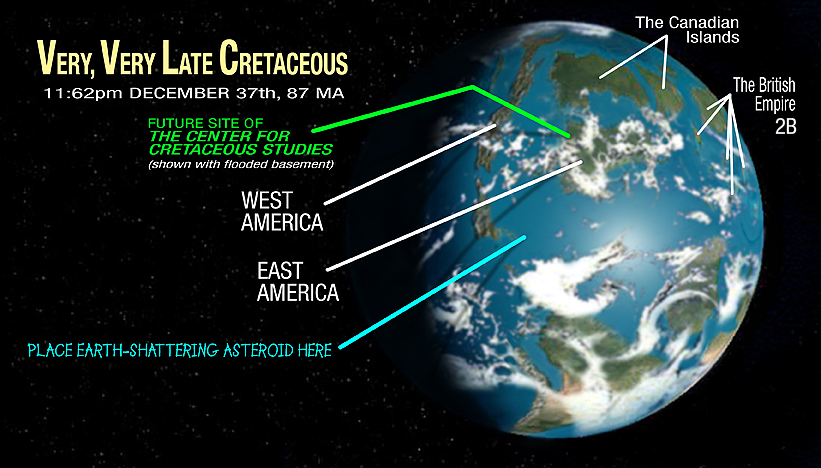 VERY, VERY LATE CRETACEOUS
11:62pm DECEMBER 37th, 87 MA
FUTURE SITE OF
THE CENTER FOR
CRETACEOUS STUDIES
(shown with flooded basement)
WEST
AMERICA
EAST
AMERICA
PLACE EARTH-SHATTERING ASTEROID HERE
The Canadian
Islands
The British
Empire
2B